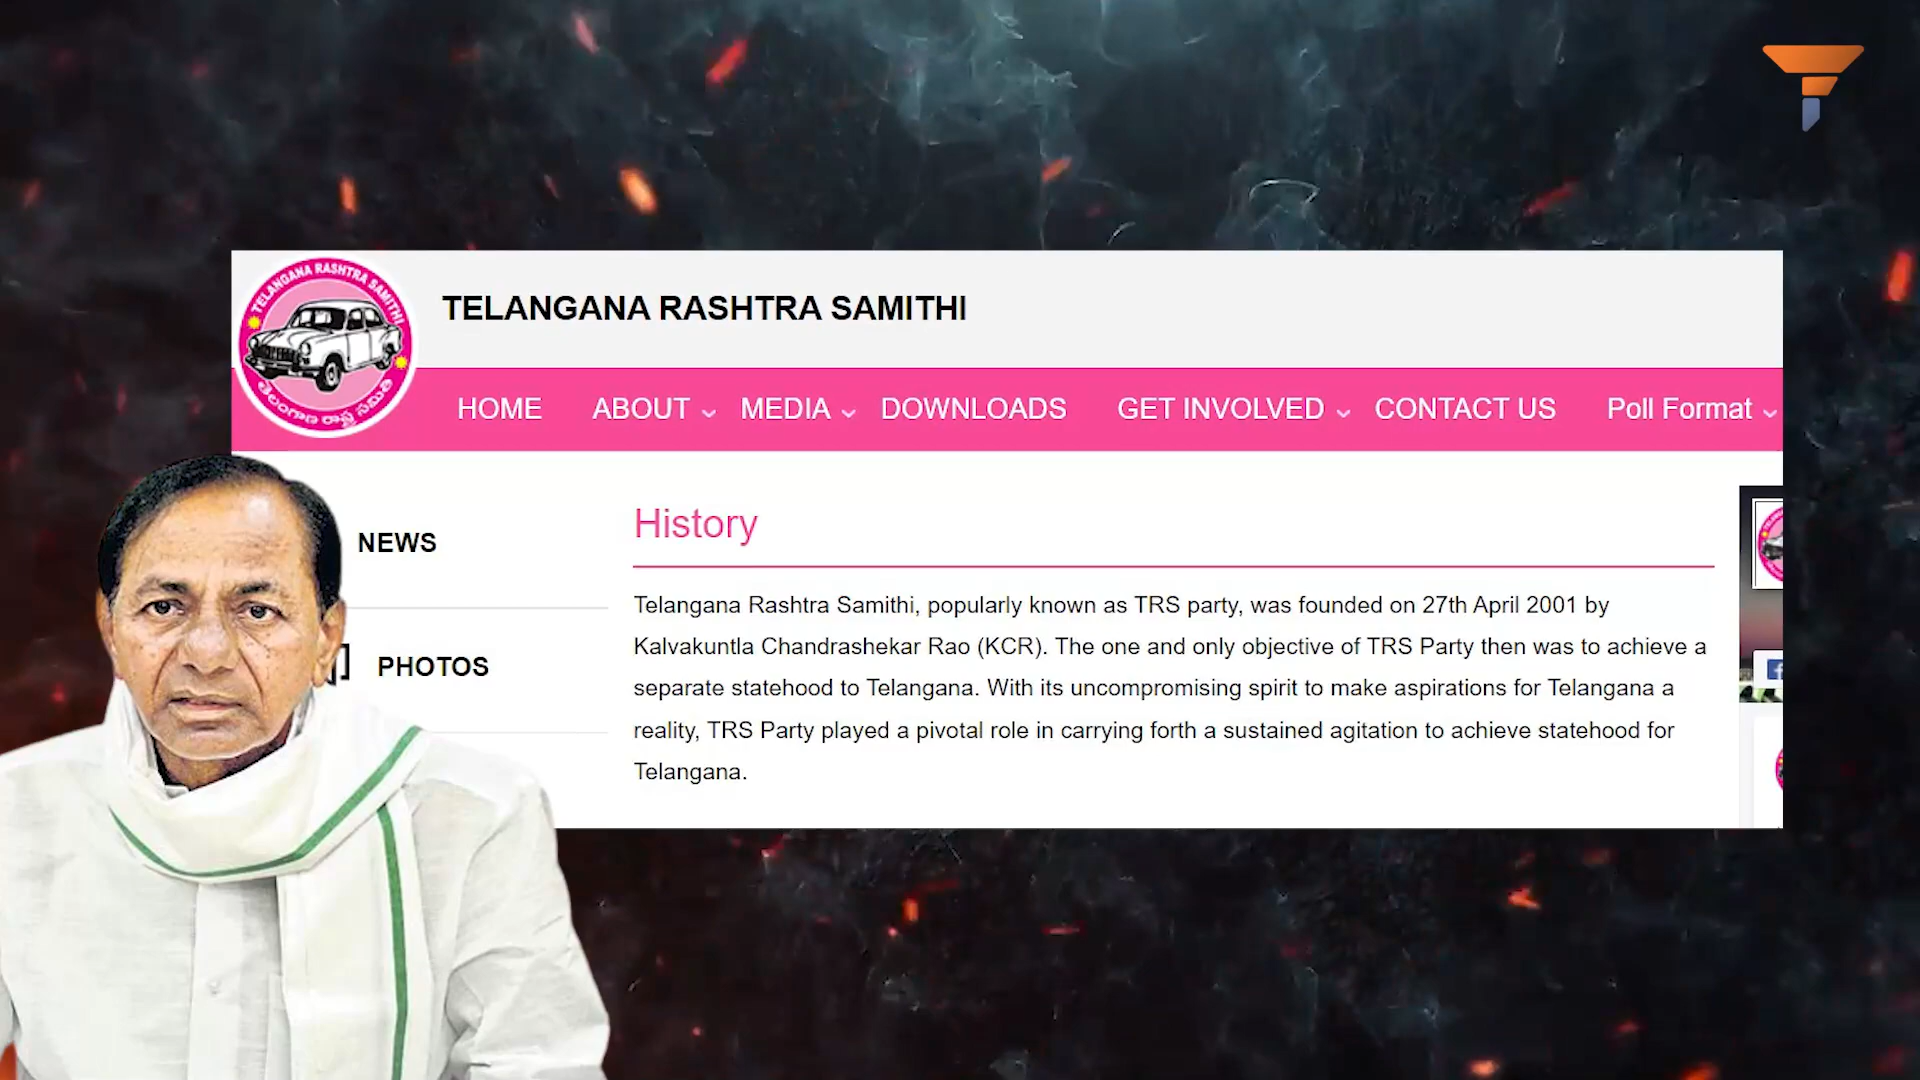 TELANGANA RASHTRA SAMITHI
తెలంగాణ రాష్ట్ర సమితి
TELANGANA RASHTRA SAMITHI
HOME ABOUT MEDIA DOWNLOADS GET INVOLVED CONTACT US Poll Format
NEWS
PHOTOS
History
Telangana Rashtra Samithi, popularly known as TRS party, was founded on 27th April 2001 by
Kalvakuntla Chandrashekar Rao (KCR). The one and only objective of TRS Party then was to achieve a
separate statehood to Telangana. With its uncompromising spirit to make aspirations for Telangana a
reality, TRS Party played a pivotal role in carrying forth a sustained agitation to achieve statehood for
Telangana.